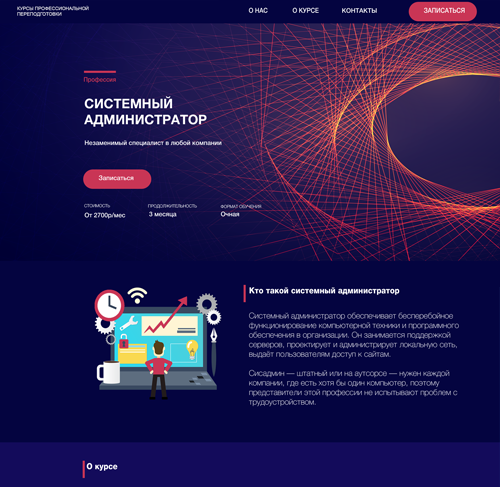 КУРСЫ ПРОФЕССИОНАЛЬНОЙ
ПЕРЕПОДГОТОВКИ
О НАС
О КУРСЕ
КОНТАКТЫ
ЗАПИСАТЬСЯ
Профессия
СИСТЕМНЫЙ
АДМИНИСТРАТОР
Незаменимый специалист в любой компании
Записаться
СТОИМОСТЬ
От 2700р/мес
ПРОДОЛЖИТЕЛЬНОСТЬ
3 месяца
ФОРМАТ ОБУЧЕНИЯ
Очная
Кто такой системный администратор
Системный администратор обеспечивает бесперебойное
функционирование компьютерной техники и программного
обеспечения в организации. Он занимается поддержкой
серверов, проектирует и администрирует локальную сеть,
выдаёт пользователям доступ к сайтам.
Сисадмин — штатный или на аутсорсе — нужен каждой
компании, где есть хотя бы один компьютер, поэтому
представители этой профессии не испытывают проблем с
трудоустройством.
О курсе